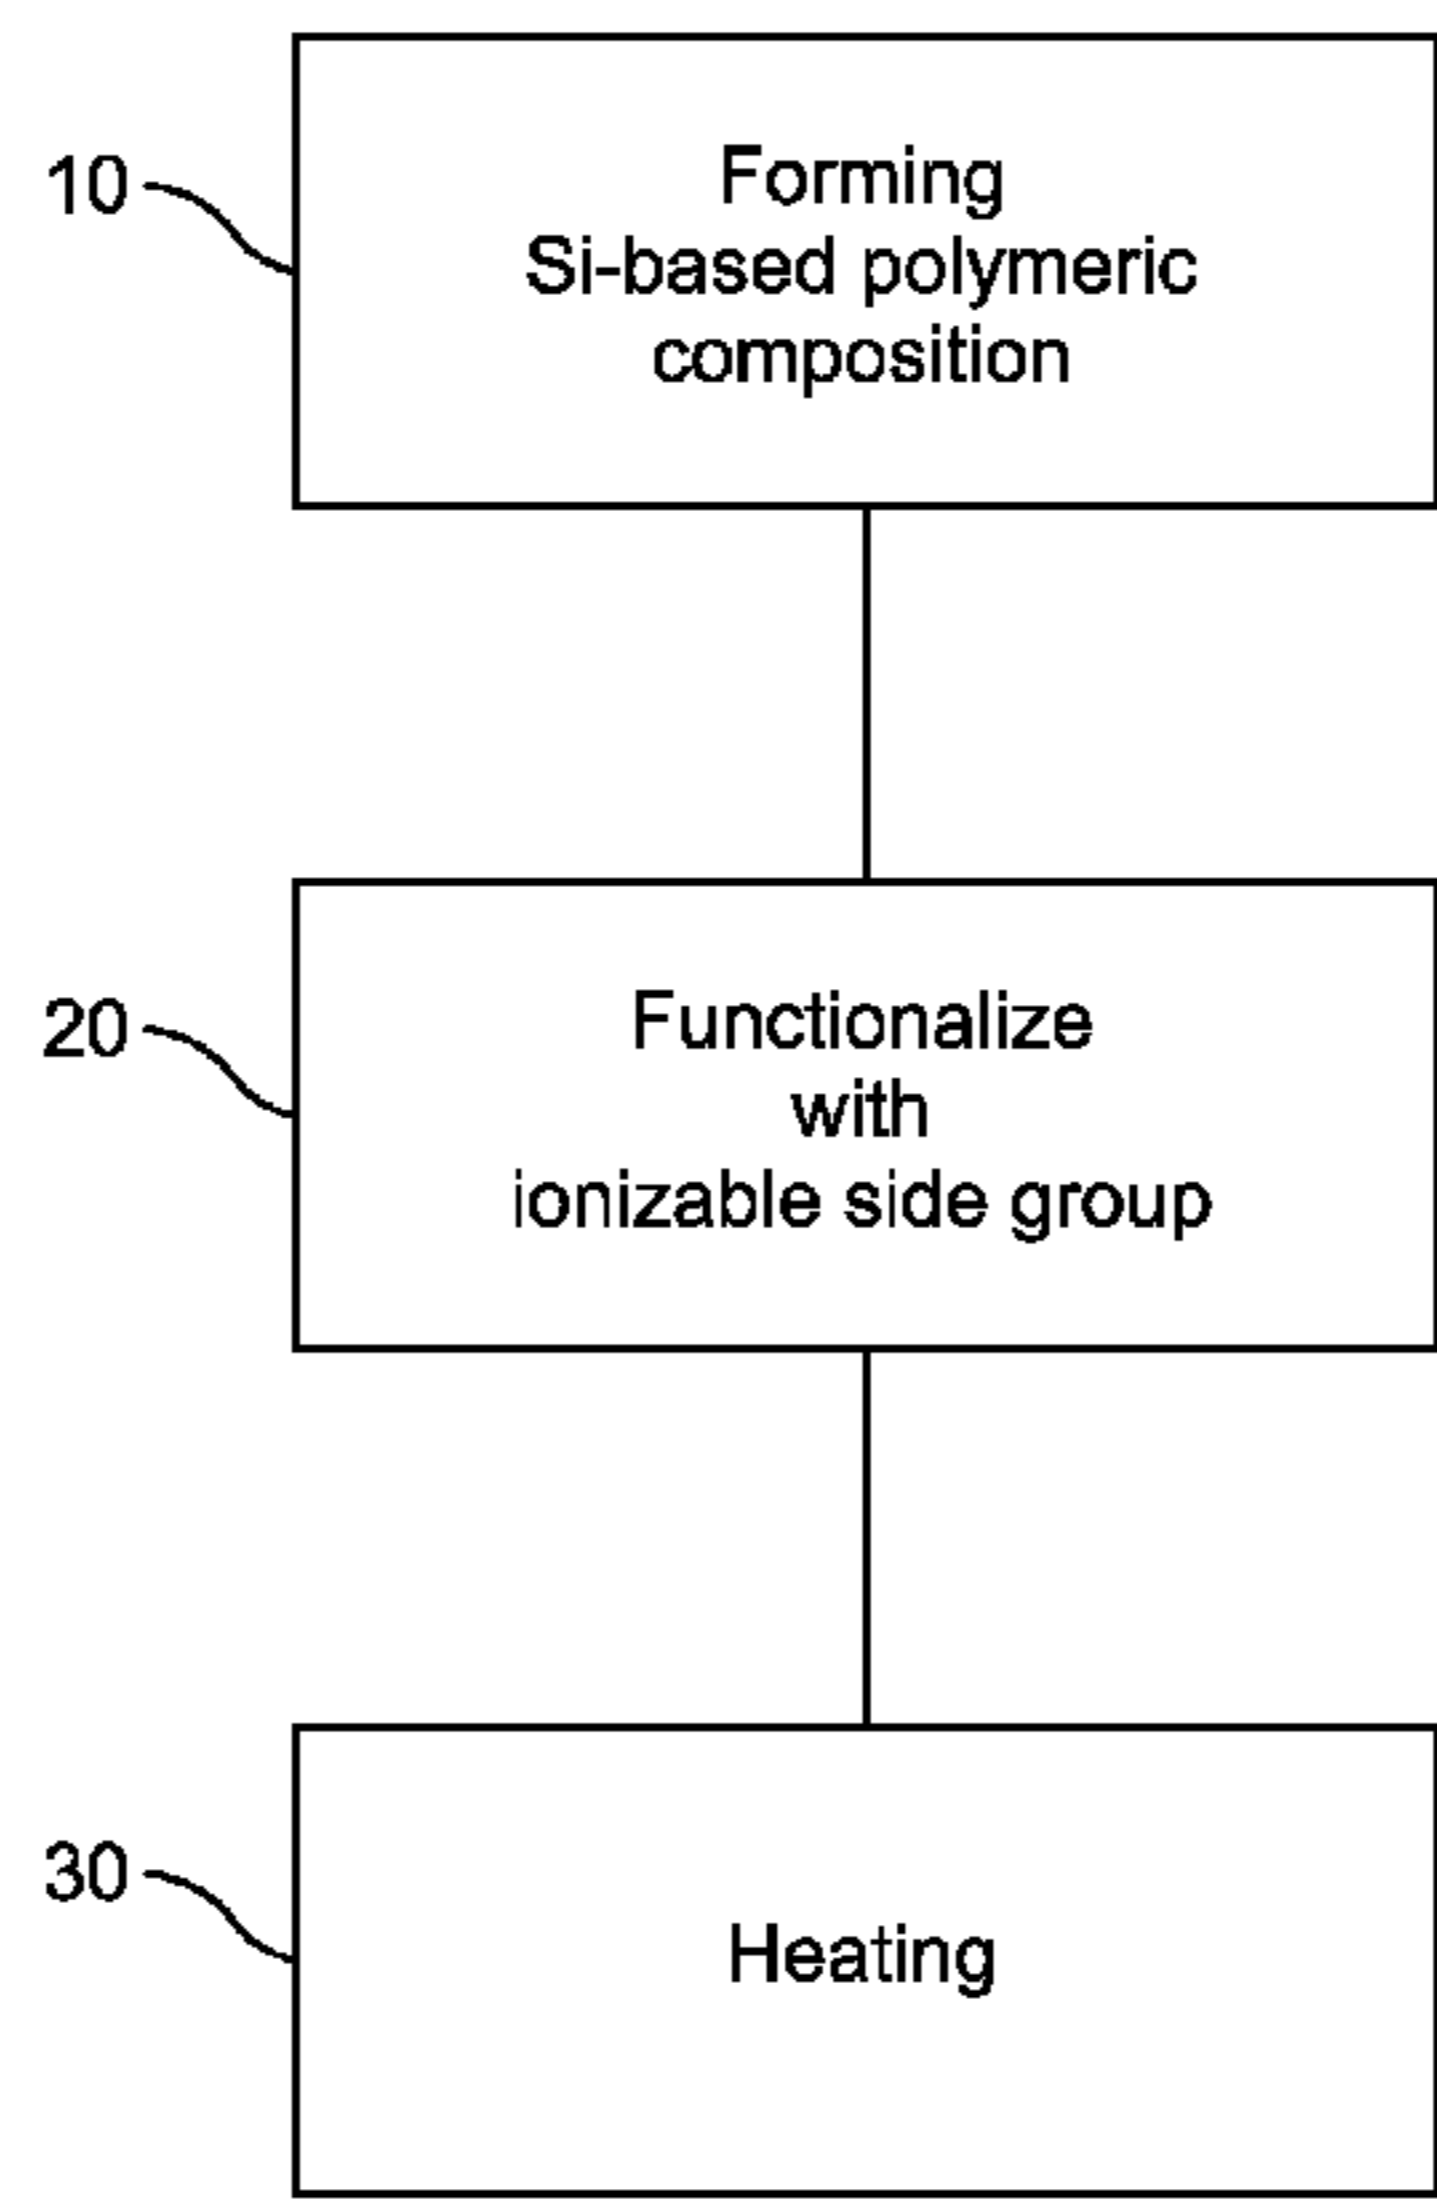 10
Forming
Si-based polymeric
composition
20
Functionalize
with
ionizable side group
30
Heating